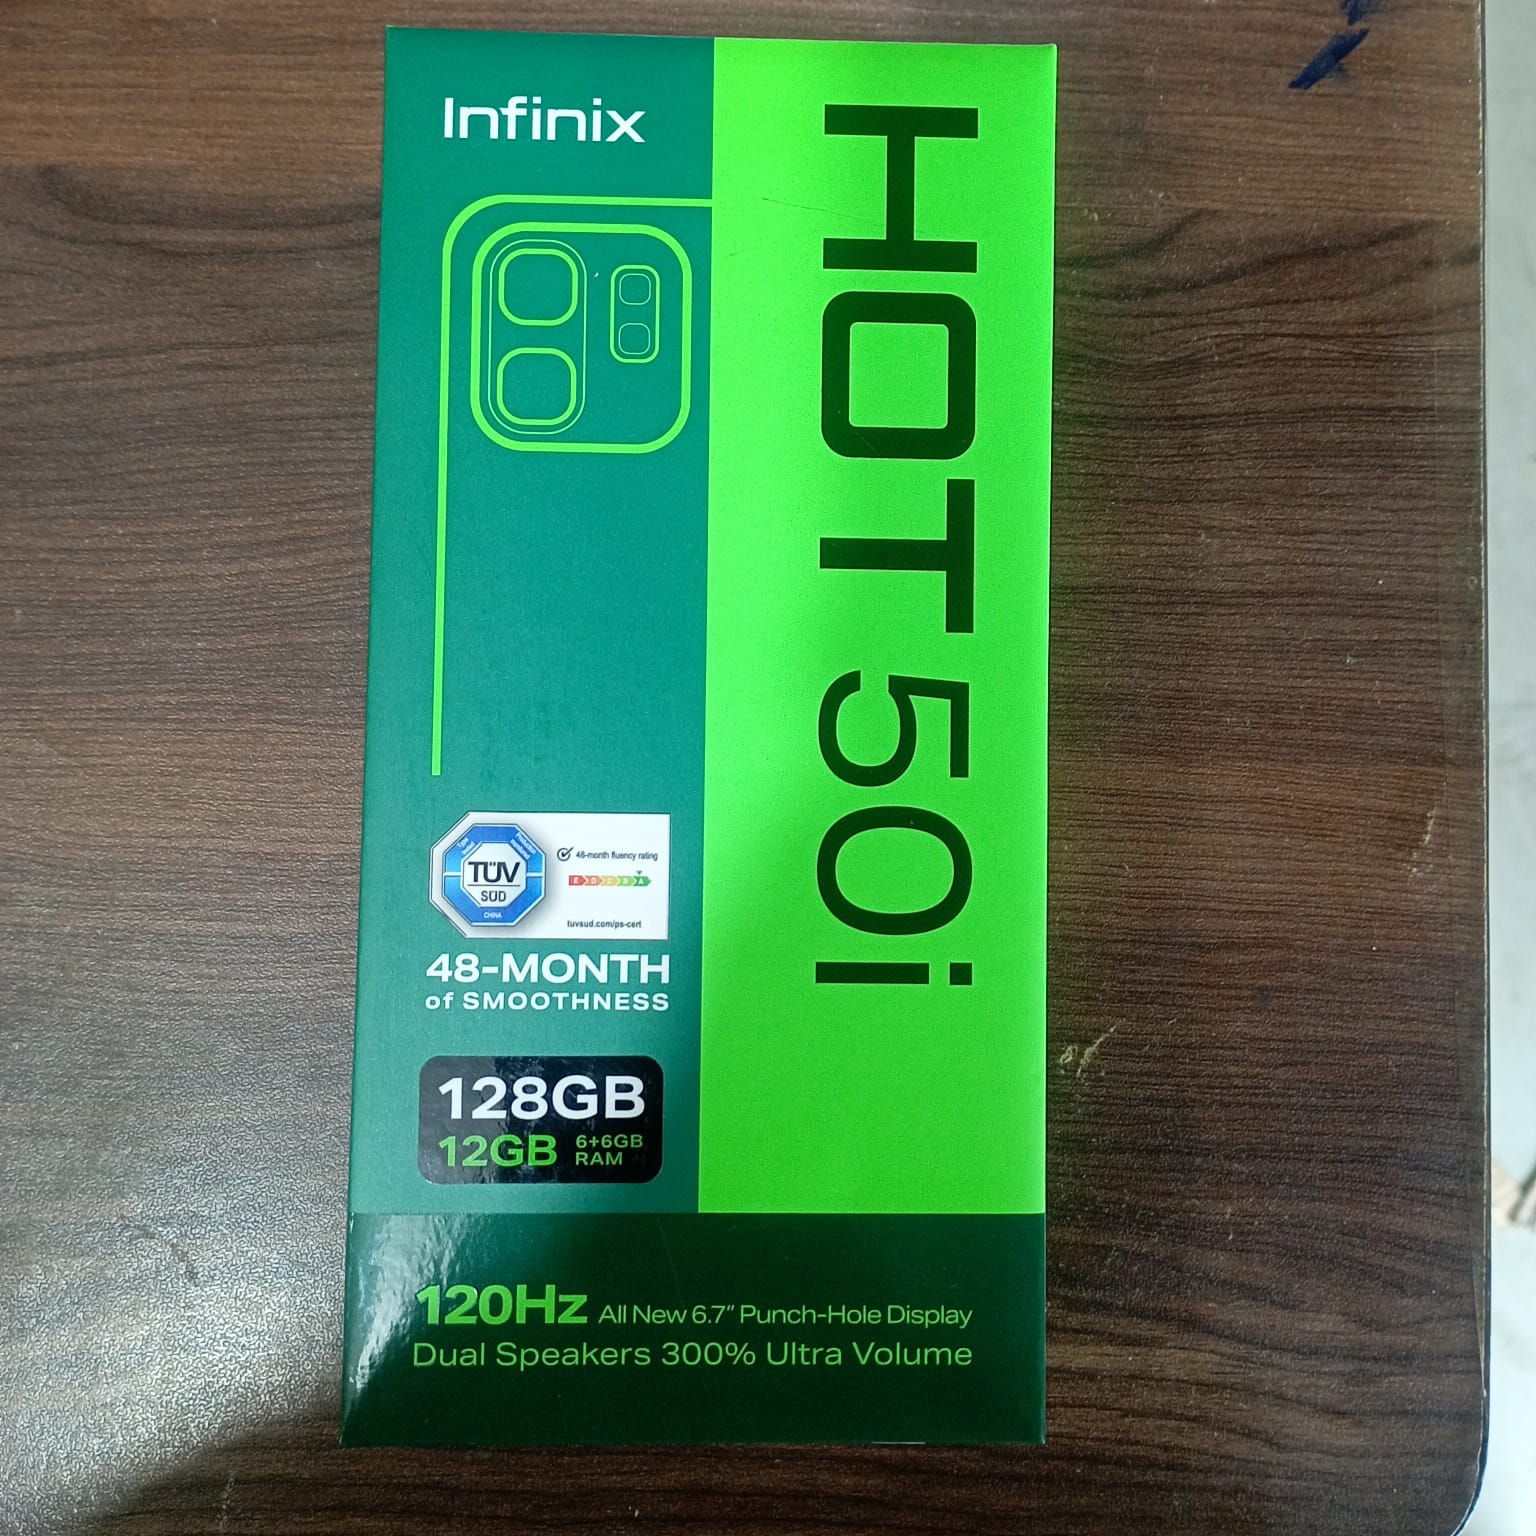 Infinix
HOT 50i
TÜV
SÜD
CHINA
48-month fluency rating
E D C B A
tuvsud.com/ps-cert
48-MONTH
of SMOOTHNESS
128GB
12GB 6+6GB
RAM
120Hz All New 6.7" Punch-Hole Display
Dual Speakers 300% Ultra Volume